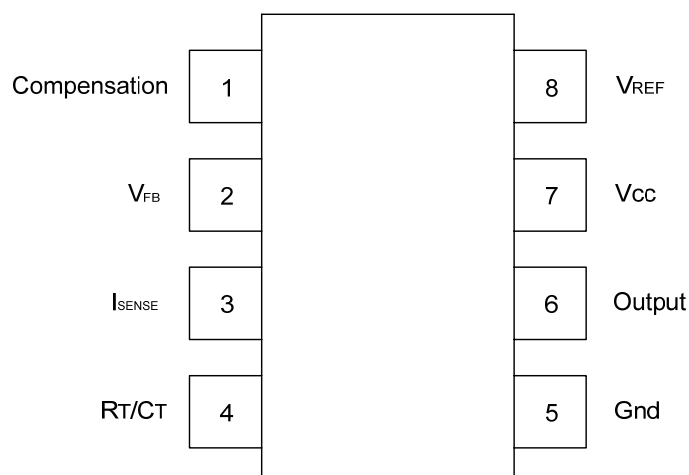 Compensation 1 8 VREF
VFB 2 7 Vcc
ISENSE 3 6 Output
RT/CT 4 5 Gnd